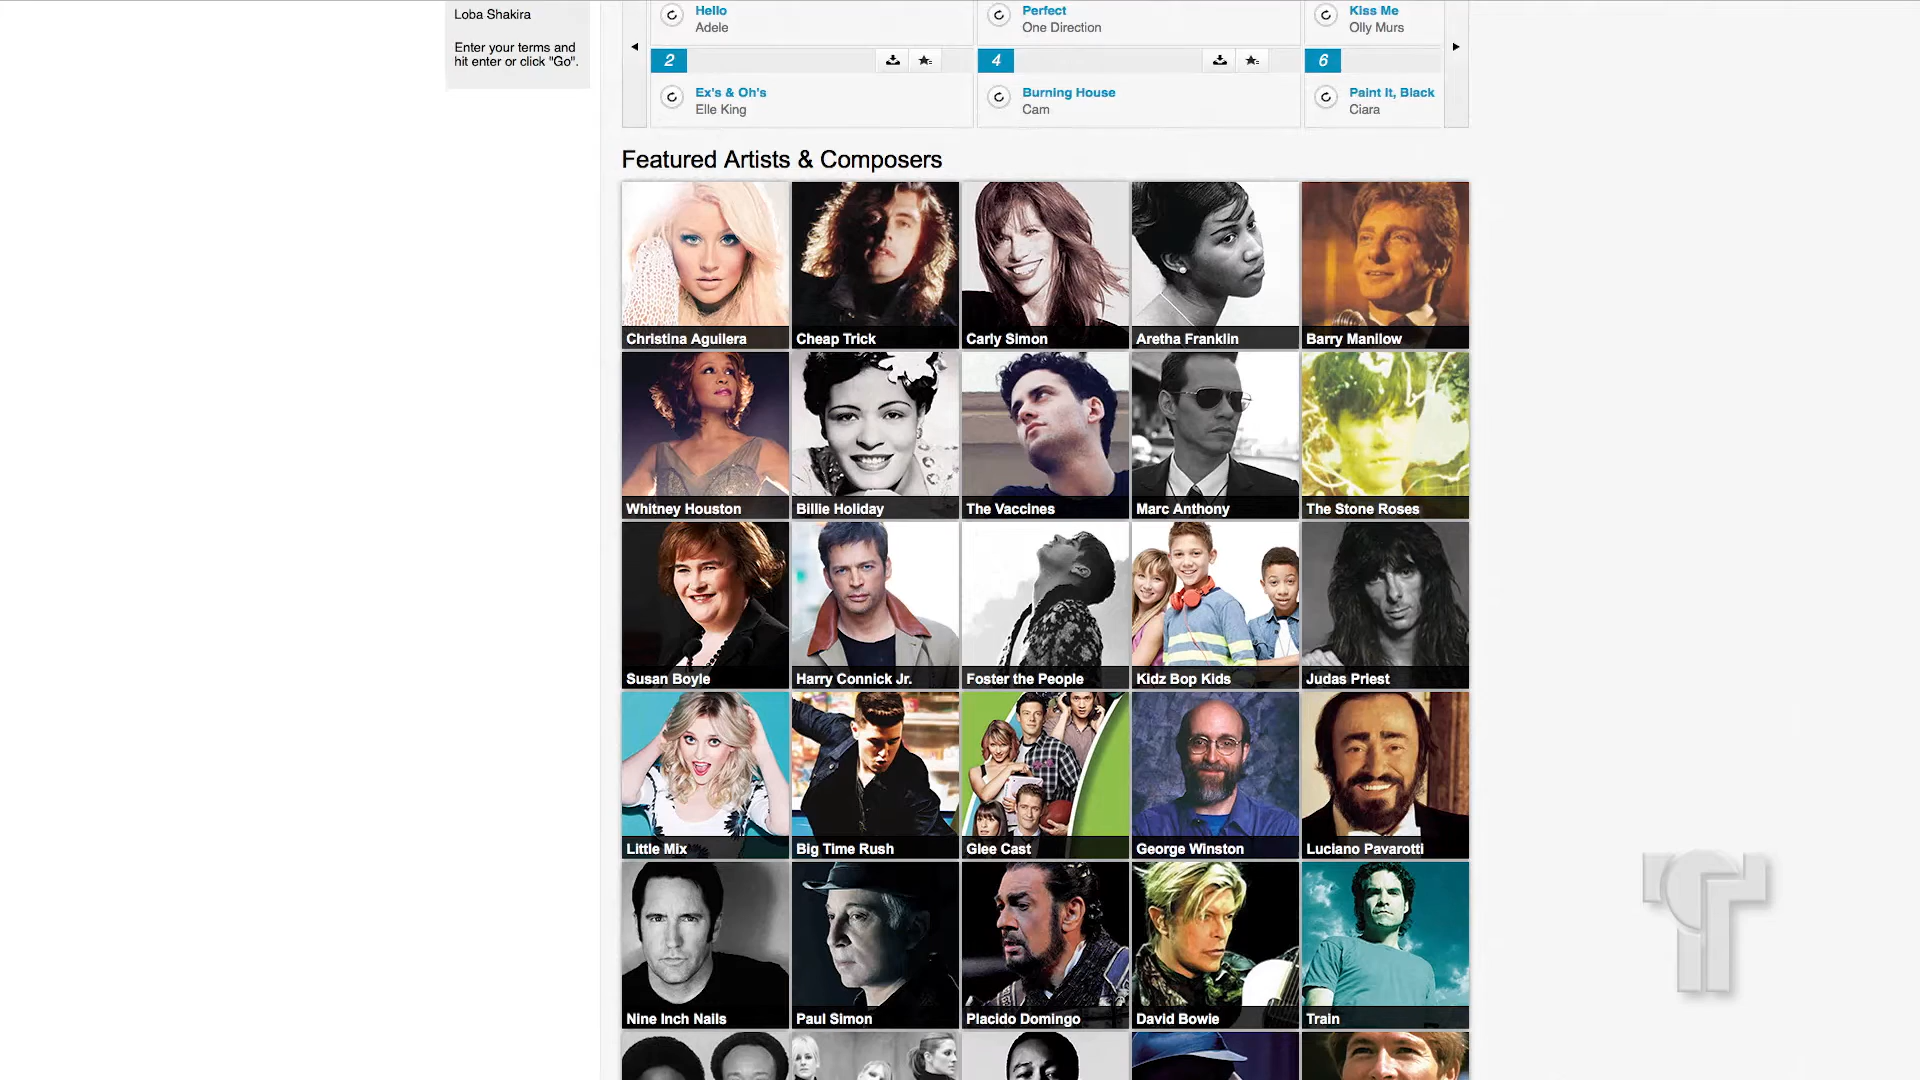 Loba Shakira
Enter your terms and
hit enter or click "Go".
Hello
Adele
Perfect
One Direction
Kiss Me
Olly Murs
2
4
6
Ex's & Oh's
Elle King
Burning House
Cam
Paint It, Black
Ciara
Featured Artists & Composers
Christina Aguilera
Cheap Trick
Carly Simon
Aretha Franklin
Barry Manilow
Whitney Houston
Billie Holiday
The Vaccines
Marc Anthony
The Stone Roses
Susan Boyle
Harry Connick Jr.
Foster the People
Kidz Bop Kids
Judas Priest
Little Mix
Big Time Rush
Glee Cast
George Winston
Luciano Pavarotti
Nine Inch Nails
Paul Simon
Placido Domingo
David Bowie
Train